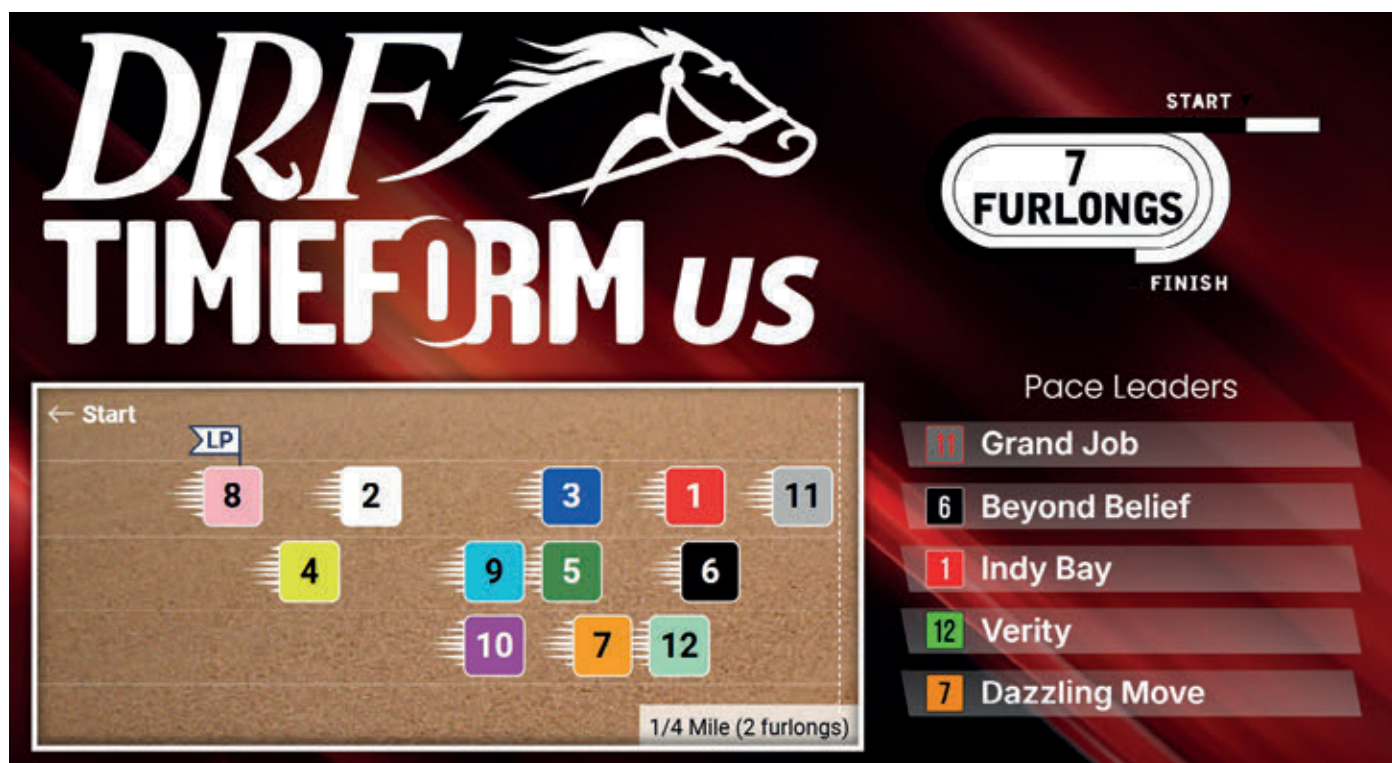 DRF
TIMEFORM US
START
7
FURLONGS
FINISH
← Start
LP
8
2
3
1
11
4
9
5
6
10
7
12
1/4 Mile (2 furlongs)
Pace Leaders
11 Grand Job
6 Beyond Belief
1 Indy Bay
12 Verity
7 Dazzling Move